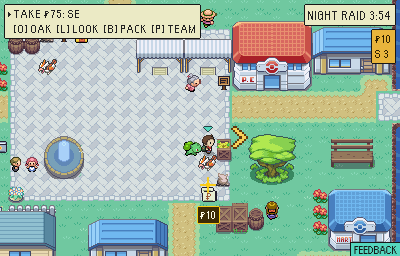 ▸TAKE ₽75: SE
[O]OAK [L]LOOK [B]PACK [P]TEAM
NIGHT RAID 3:54
₽10
S 3
P.C
₽10
MART
FEEDBACK